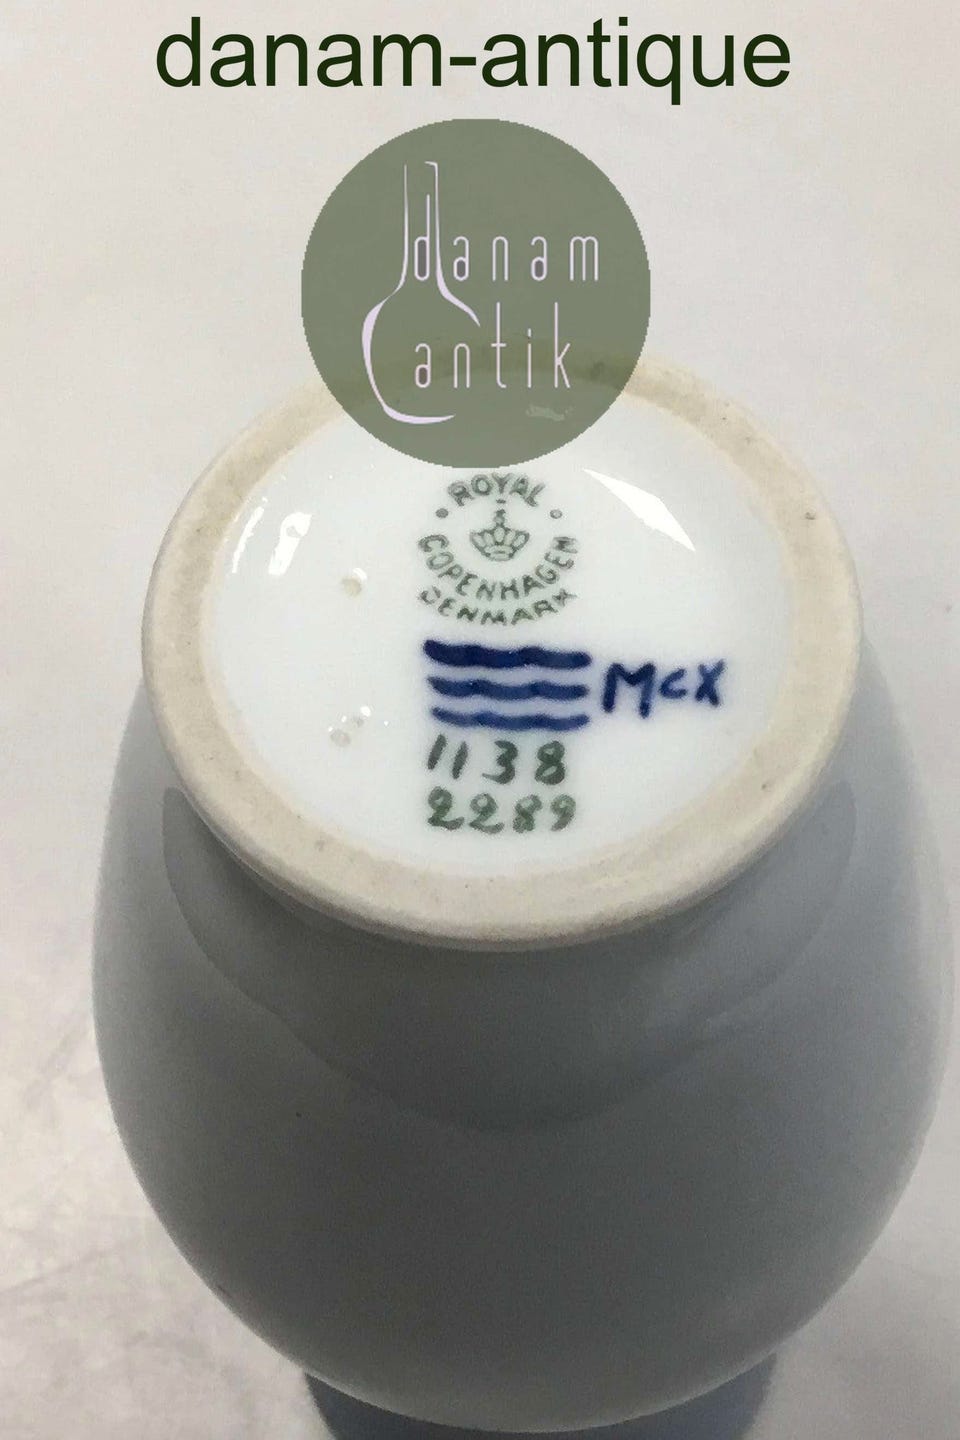 danam-antique
danam
antik
ROYAL
COPENHAGEN
DENMARK
McX
1138
2289